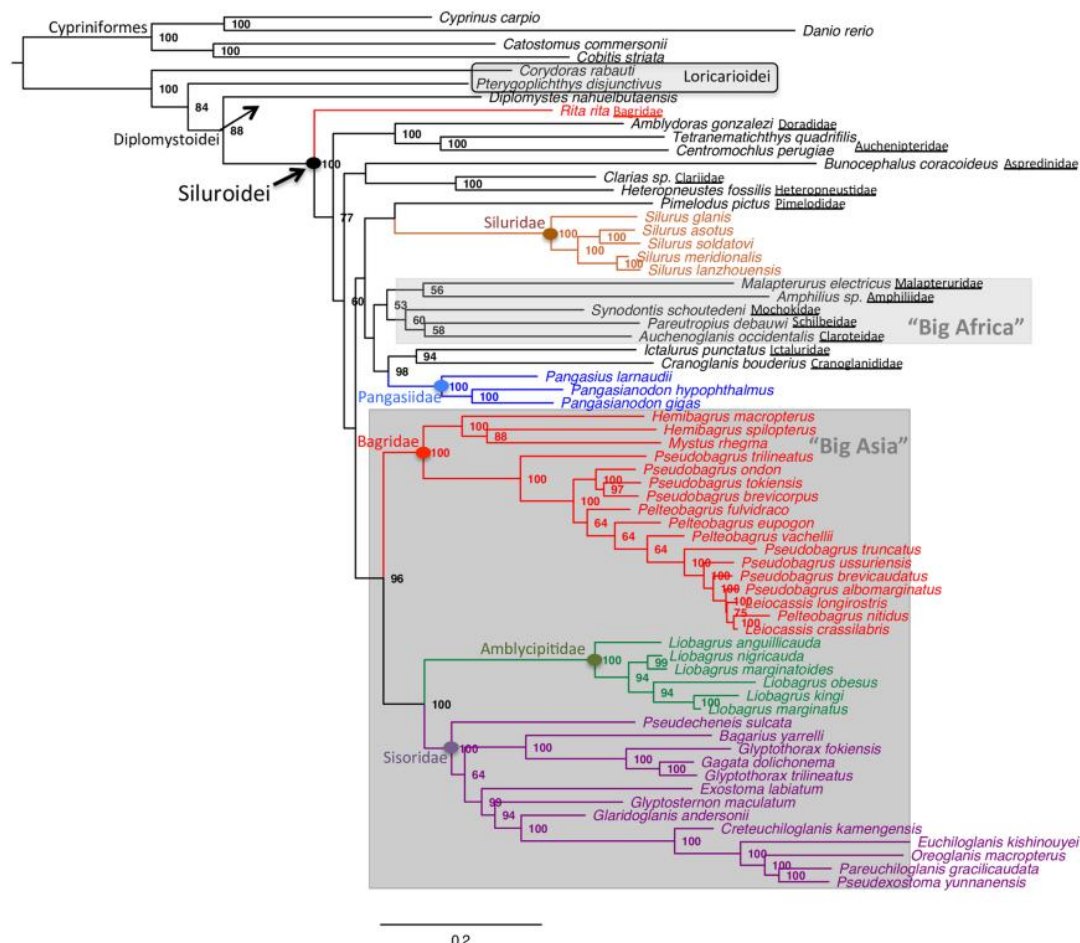 Cyprinus carpio
Cypriniformes
100
Danio rerio
100
Catostomus commersonii
100
Cobitis striata
Corydoras rabauti
Loricarioidei
100
Pterygoplichthys disjunctivus
Diplomystes nahuelbutaensis
84
Rita rita Bagridae
Diplomystoidei
88
Amblydoras gonzalezi Doradidae
100
Tetranematichthys quadrifilis
100
Centromochlus perugiae Auchenipteridae
100
Bunocephalus coracoideus Aspredinidae
Siluroidei
Clarias sp. Clariidae
100
Heteropneustes fossilis Heteropneustidae
Pimelodus pictus Pimelodidae
77
Siluridae
Silurus glanis
100
Silurus asotus
100
Silurus soldatovi
100
Silurus meridionalis
100
Silurus lanzhouensis
Malapterurus electricus Malapteruridae
56
Amphilius sp. Amphiliidae
60
53
Synodontis schoutedeni Mochokidae
60
Pareutropius debauwi Schilbeidae
58
"Big Africa"
Auchenoglanis occidentalis Claroteidae
Ictalurus punctatus Ictaluridae
94
Cranoglanis bouderius Cranoglanididae
98
Pangasius larnaudii
Pangasiidae
100
Pangasianodon hypophthalmus
100
Pangasianodon gigas
Hemibagrus macropterus
100
Hemibagrus spilopterus
Bagridae
88
Mystus rhegma
"Big Asia"
100
Pseudobagrus trilineatus
Pseudobagrus ondon
100
100
Pseudobagrus tokiensis
97
Pseudobagrus brevicorpus
100
Pelteobagrus fulvidraco
64
Pelteobagrus eupogon
64
Pelteobagrus vachellii
64
Pseudobagrus truncatus
100
Pseudobagrus ussuriensis
100
Pseudobagrus brevicaudatus
96
100
Pseudobagrus albomarginatus
100
Leiocassis longirostris
75
Pelteobagrus nitidus
100
Leiocassis crassilabris
Liobagrus anguillicauda
Amblycipitidae
100
Liobagrus nigricauda
99
Liobagrus marginatoides
94
Liobagrus obesus
94
Liobagrus kingi
100
100
Liobagrus marginatus
Pseudecheneis sulcata
Bagarius yarrelli
Sisoridae
100
100
Glyptothorax fokiensis
100
Gagata dolichonema
100
64
Glyptothorax trilineatus
Exostoma labiatum
99
Glyptosternon maculatum
94
Glaridoglanis andersonii
100
Creteuchiloglanis kamengensis
100
Euchiloglanis kishinouyei
100
Oreoglanis macropterus
100
Pareuchiloglanis gracilicaudata
100
Pseudexostoma yunnanensis
0.2